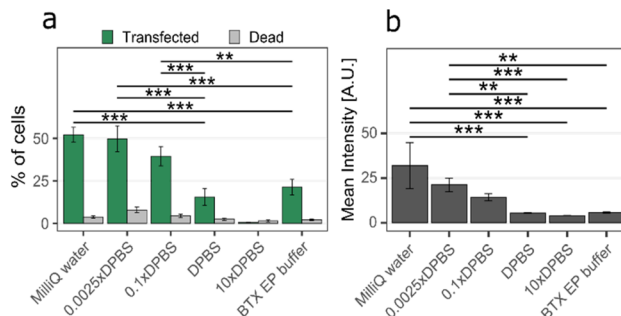 a
Transfected Dead
**
***
***
***
***
***
% of cells
50
25
0
MilliQ water
0.0025xDPBS
0.1xDPBS
DPBS
10xDPBS
BTX EP buffer
b
**
***
**
***
***
***
Mean Intensity [A.U.]
50
25
0
MilliQ water
0.0025xDPBS
0.1xDPBS
DPBS
10xDPBS
BTX EP buffer